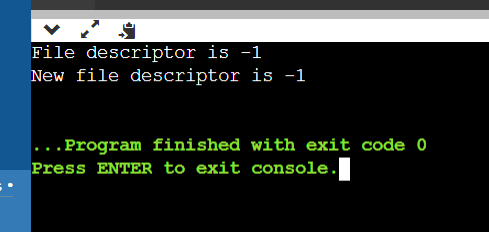 File descriptor is -1
New file descriptor is -1
...Program finished with exit code 0
Press ENTER to exit console.